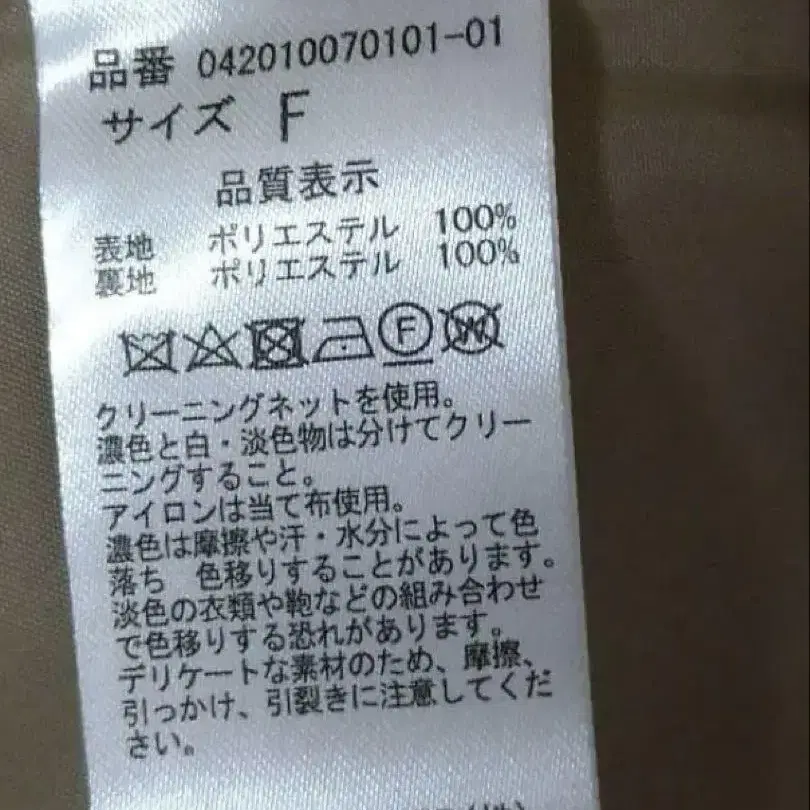 品番 042010070101-01
サイズ F
品質表示
表地 ポリエステル 100%
裏地 ポリエステル 100%
F W
クリーニングネットを使用。
濃色と白・淡色物は分けてクリー
ニングすること。
アイロンは当て布使用。
濃色は摩擦や汗・水分によって色
落ち 色移りすることがあります。
淡色の衣類や鞄などの組み合わせ
で色移りする恐れがあります。
デリケートな素材のため、摩擦、
引っかけ、引裂きに注意してくだ
さい。